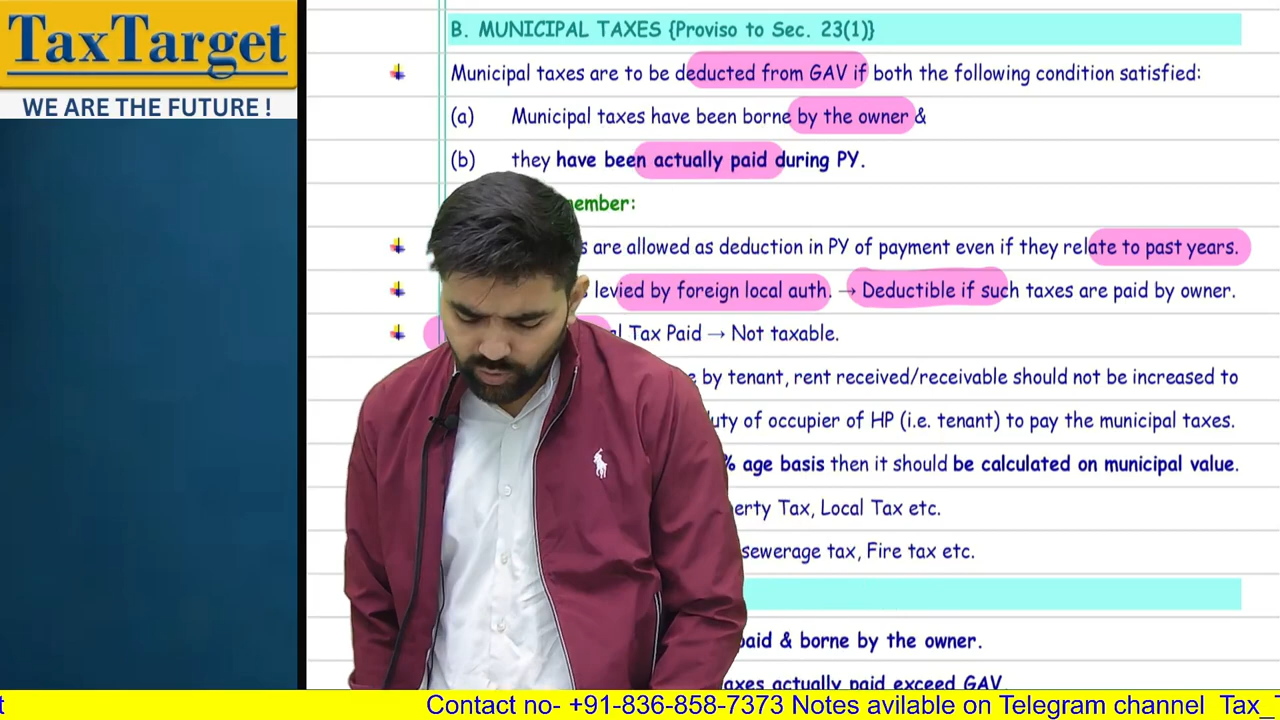 TaxTarget
WE ARE THE FUTURE !
B. MUNICIPAL TAXES {Proviso to Sec. 23(1)}
Municipal taxes are to be deducted from GAV if both the following condition satisfied:
(a) Municipal taxes have been borne by the owner &
(b) they have been actually paid during PY.
member:
s are allowed as deduction in PY of payment even if they relate to past years.
levied by foreign local auth. → Deductible if such taxes are paid by owner.
Tax Paid → Not taxable.
by tenant, rent received/receivable should not be increased to
of occupier of HP (i.e. tenant) to pay the municipal taxes.
% age basis then it should be calculated on municipal value.
erty Tax, Local Tax etc.
sewerage tax, Fire tax etc.
paid & borne by the owner.
axes actually paid exceed GAV
t Contact no- +91-836-858-7373 Notes avilable on Telegram channel Tax_